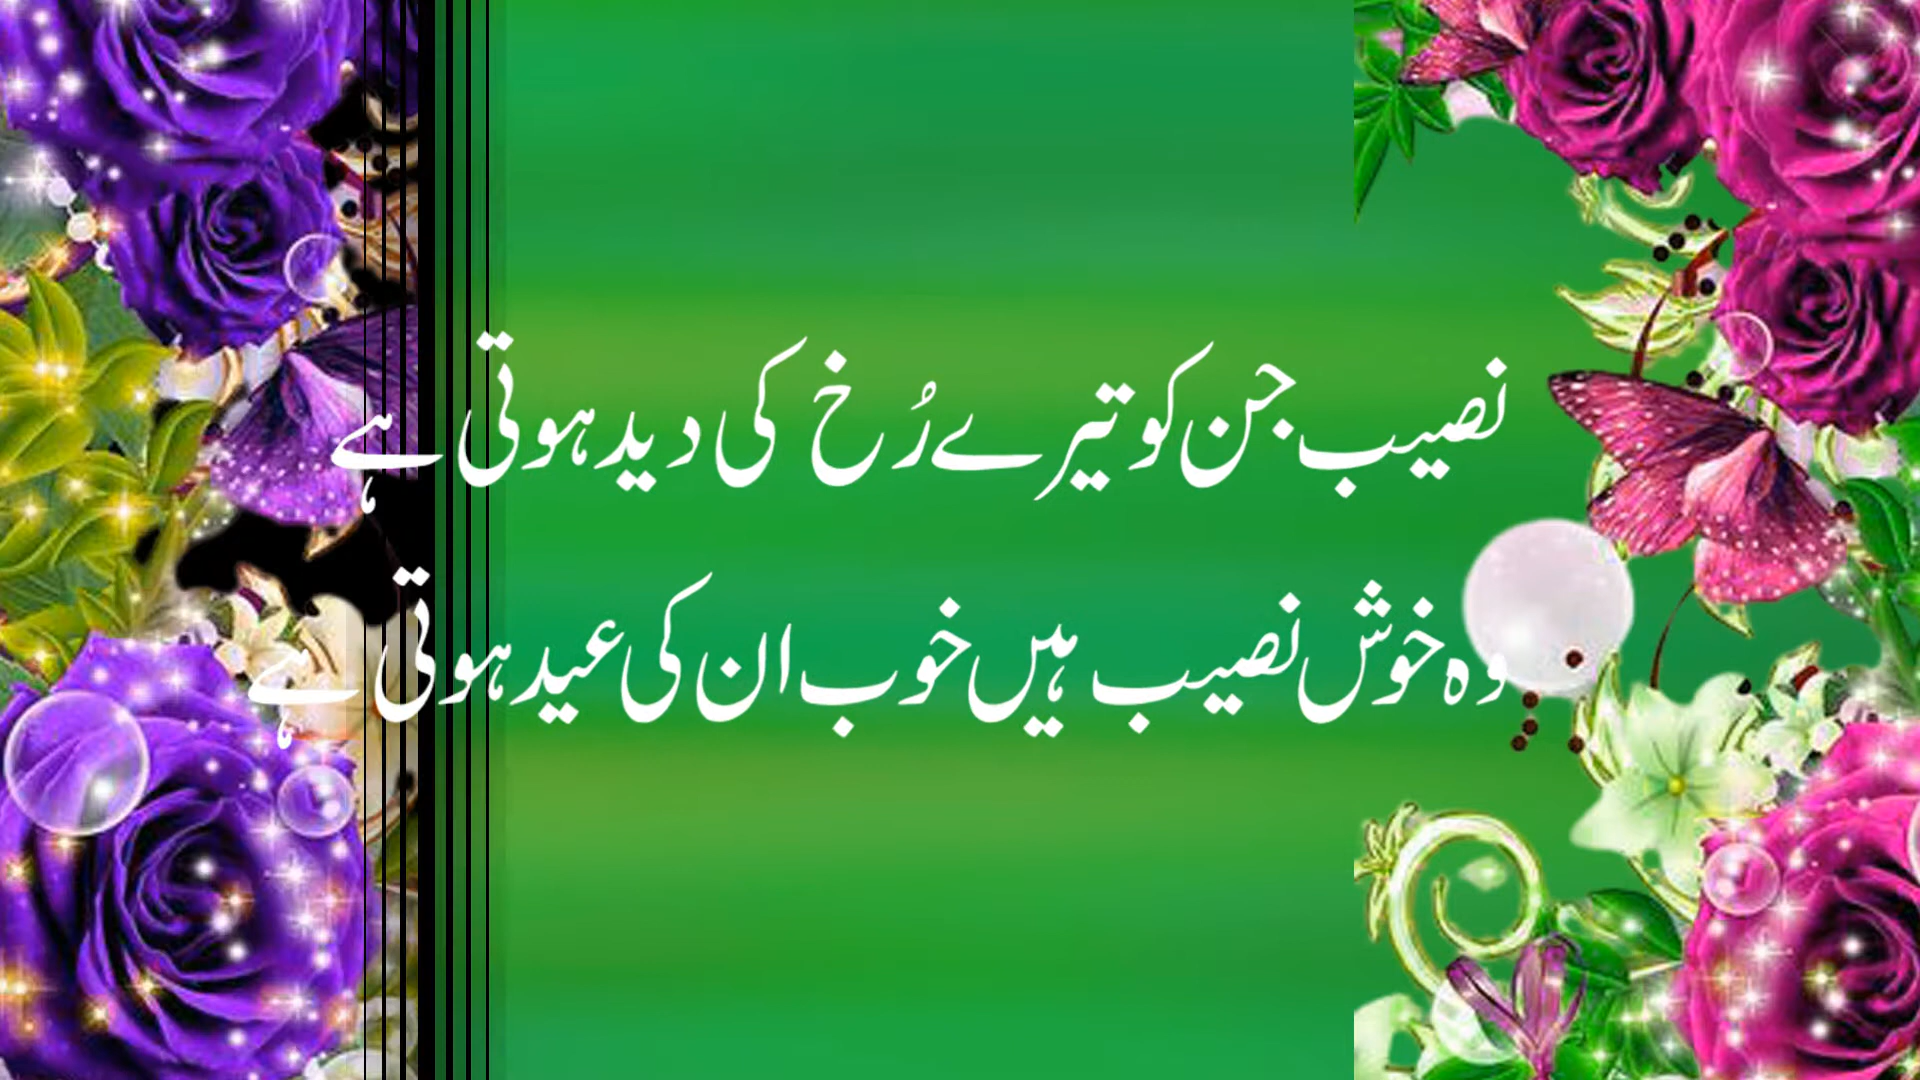 نصیب جن کو تیرے رُخ کی دید ہوتی ہے
وہ خوش نصیب ہیں خوب ان کی عید ہوتی ہے